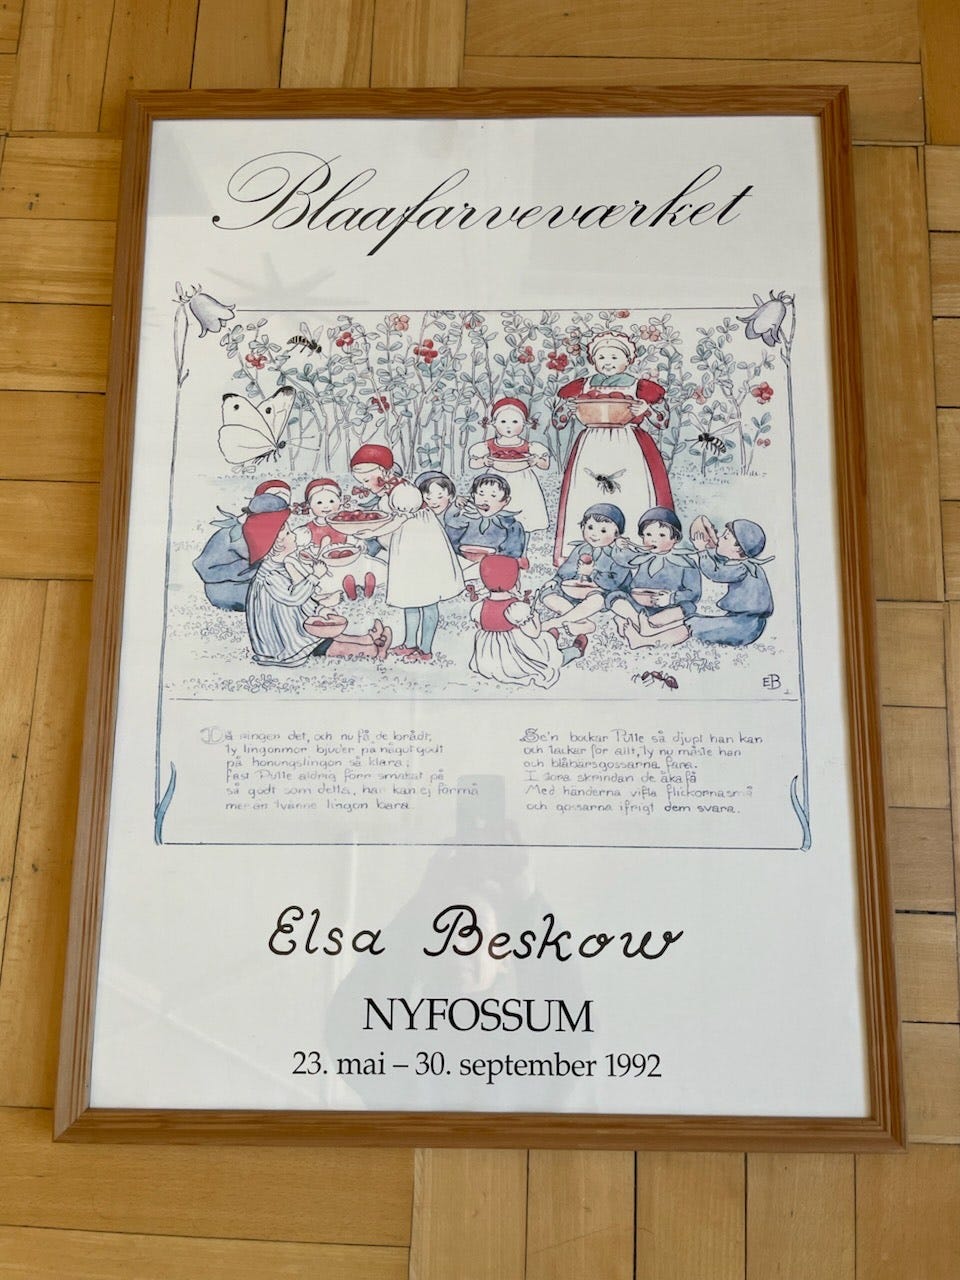 Blaafarveværket
EB
Då ringen det, och nu få de brådt,
ty lingonmor bjuder på något godt
på honungslingon så klara;
fast Putte aldrig förr smakat på
så godt som detta, han kan ej förmå
mer än tvänne lingon bara.
Se'n bockar Putte så djupt han kan
och tackar för allt, ty nu måste han
och blåbärsgossarna fara.
I stora skrindan de åka få
Med händerna vifta flickorna små
och gossarna ifrigt dem svara.
Elsa Beskow
NYFOSSUM
23. mai – 30. september 1992